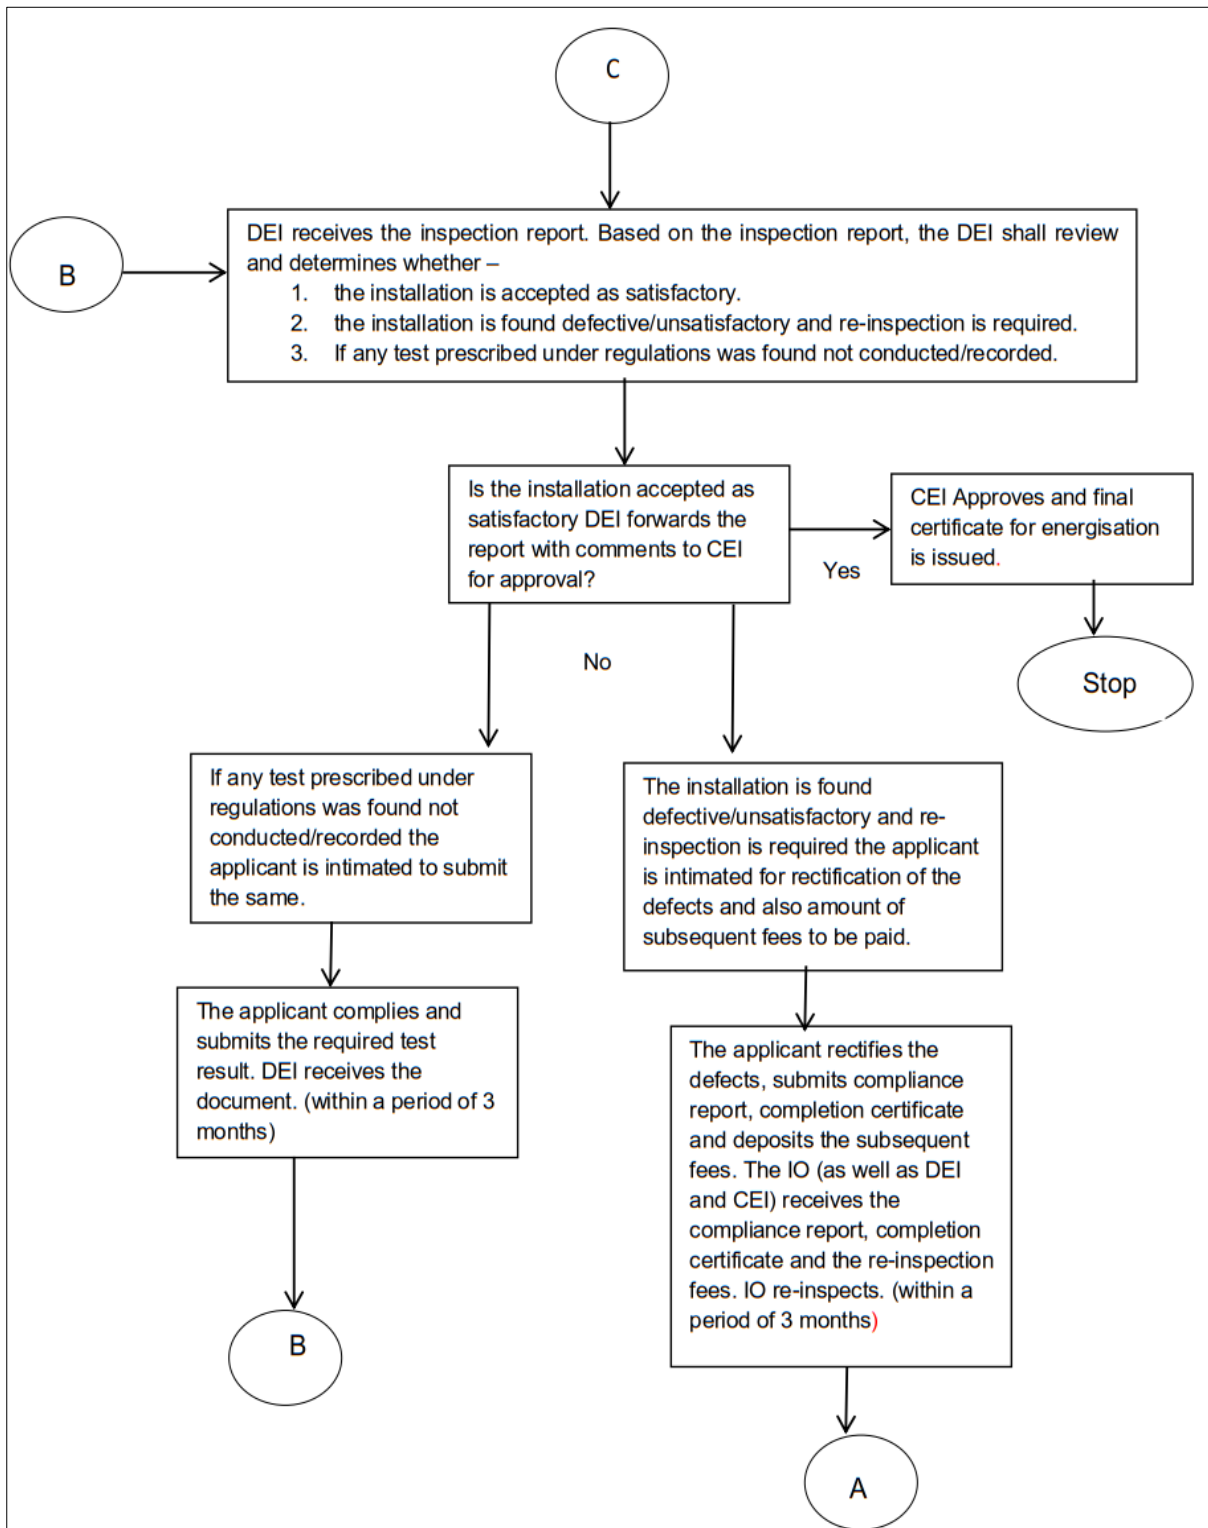 C
B
DEI receives the inspection report. Based on the inspection report, the DEI shall review
and determines whether –
1. the installation is accepted as satisfactory.
2. the installation is found defective/unsatisfactory and re-inspection is required.
3. If any test prescribed under regulations was found not conducted/recorded.
Is the installation accepted as
satisfactory DEI forwards the
report with comments to CEI
for approval?
Yes
CEI Approves and final
certificate for energisation
is issued.
Stop
No
If any test prescribed under
regulations was found not
conducted/recorded the
applicant is intimated to submit
the same.
The installation is found
defective/unsatisfactory and re-
inspection is required the applicant
is intimated for rectification of the
defects and also amount of
subsequent fees to be paid.
The applicant complies and
submits the required test
result. DEI receives the
document. (within a period of 3
months)
The applicant rectifies the
defects, submits compliance
report, completion certificate
and deposits the subsequent
fees. The IO (as well as DEI
and CEI) receives the
compliance report, completion
certificate and the re-inspection
fees. IO re-inspects. (within a
period of 3 months)
B
A